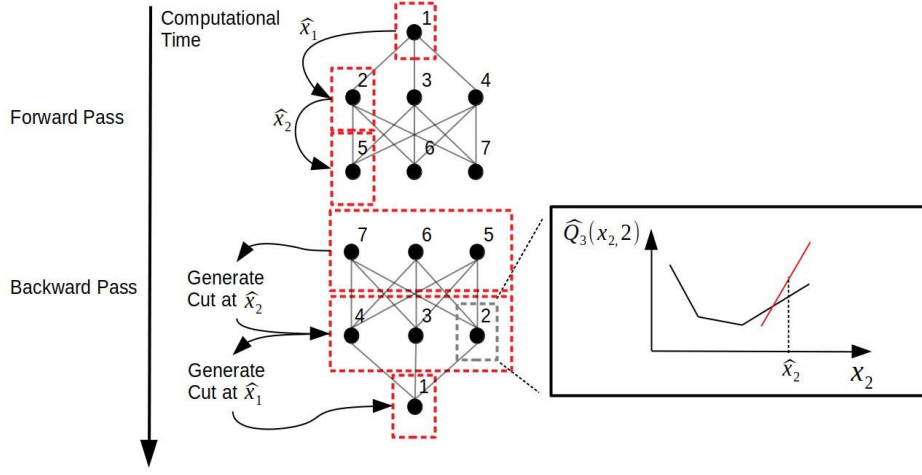 Computational
Time
x̂₁
1
2
3
4
Forward Pass
x̂₂
5
6
7
Q̂₃(x₂,2)
7
6
5
Generate
Cut at x̂₂
Backward Pass
4
3
2
x̂₂
x₂
Generate
Cut at x̂₁
1